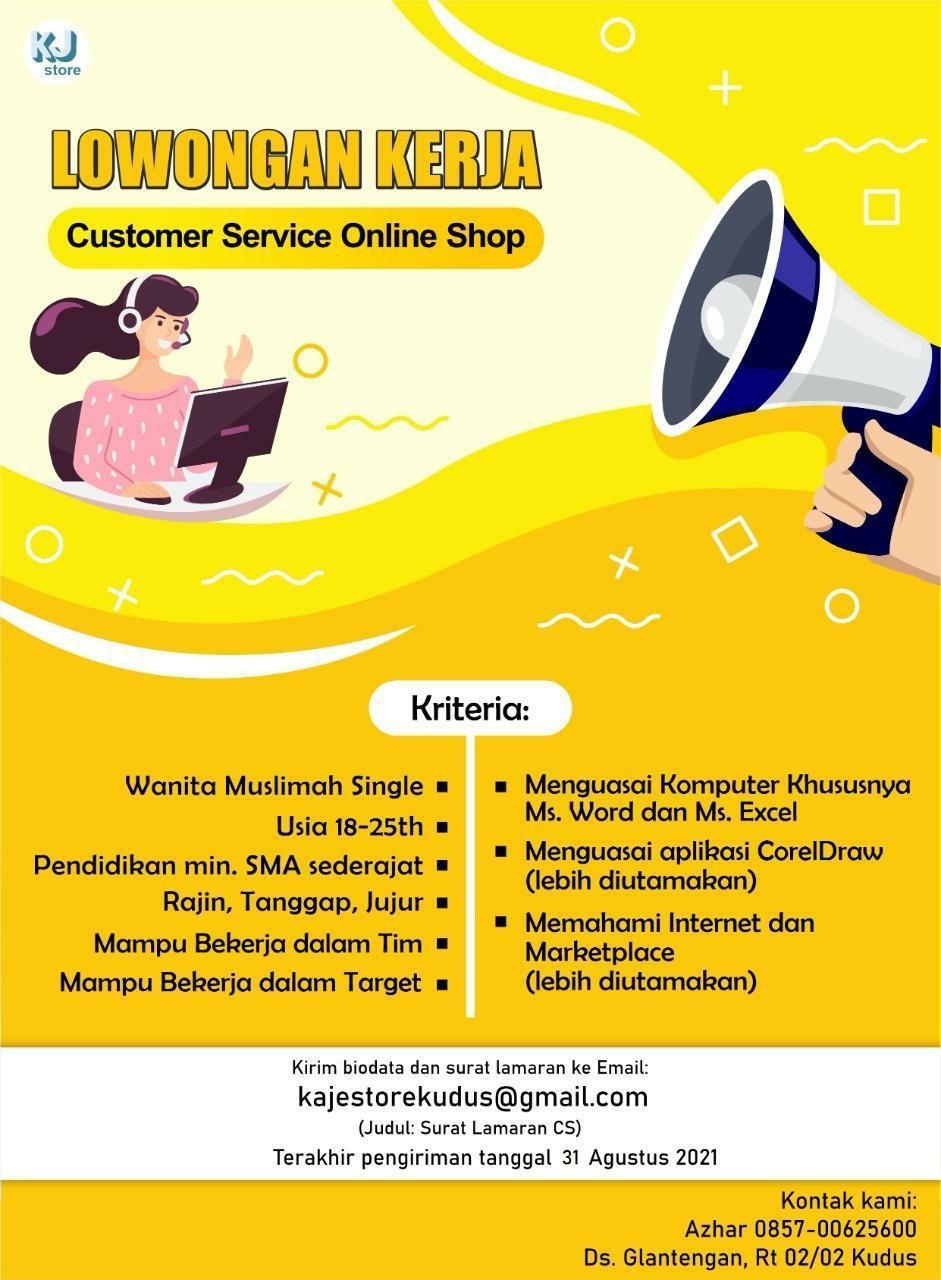 KJ
store
LOWONGAN KERJA
Customer Service Online Shop
Kriteria:
Wanita Muslimah Single
Usia 18-25th
Pendidikan min. SMA sederajat
Rajin, Tanggap, Jujur
Mampu Bekerja dalam Tim
Mampu Bekerja dalam Target
Menguasai Komputer Khususnya
Ms. Word dan Ms. Excel
Menguasai aplikasi CorelDraw
(lebih diutamakan)
Memahami Internet dan
Marketplace
(lebih diutamakan)
Kirim biodata dan surat lamaran ke Email:
kajestorekudus@gmail.com
(Judul: Surat Lamaran CS)
Terakhir pengiriman tanggal 31 Agustus 2021
Kontak kami:
Azhar 0857-00625600
Ds. Glantengan, Rt 02/02 Kudus